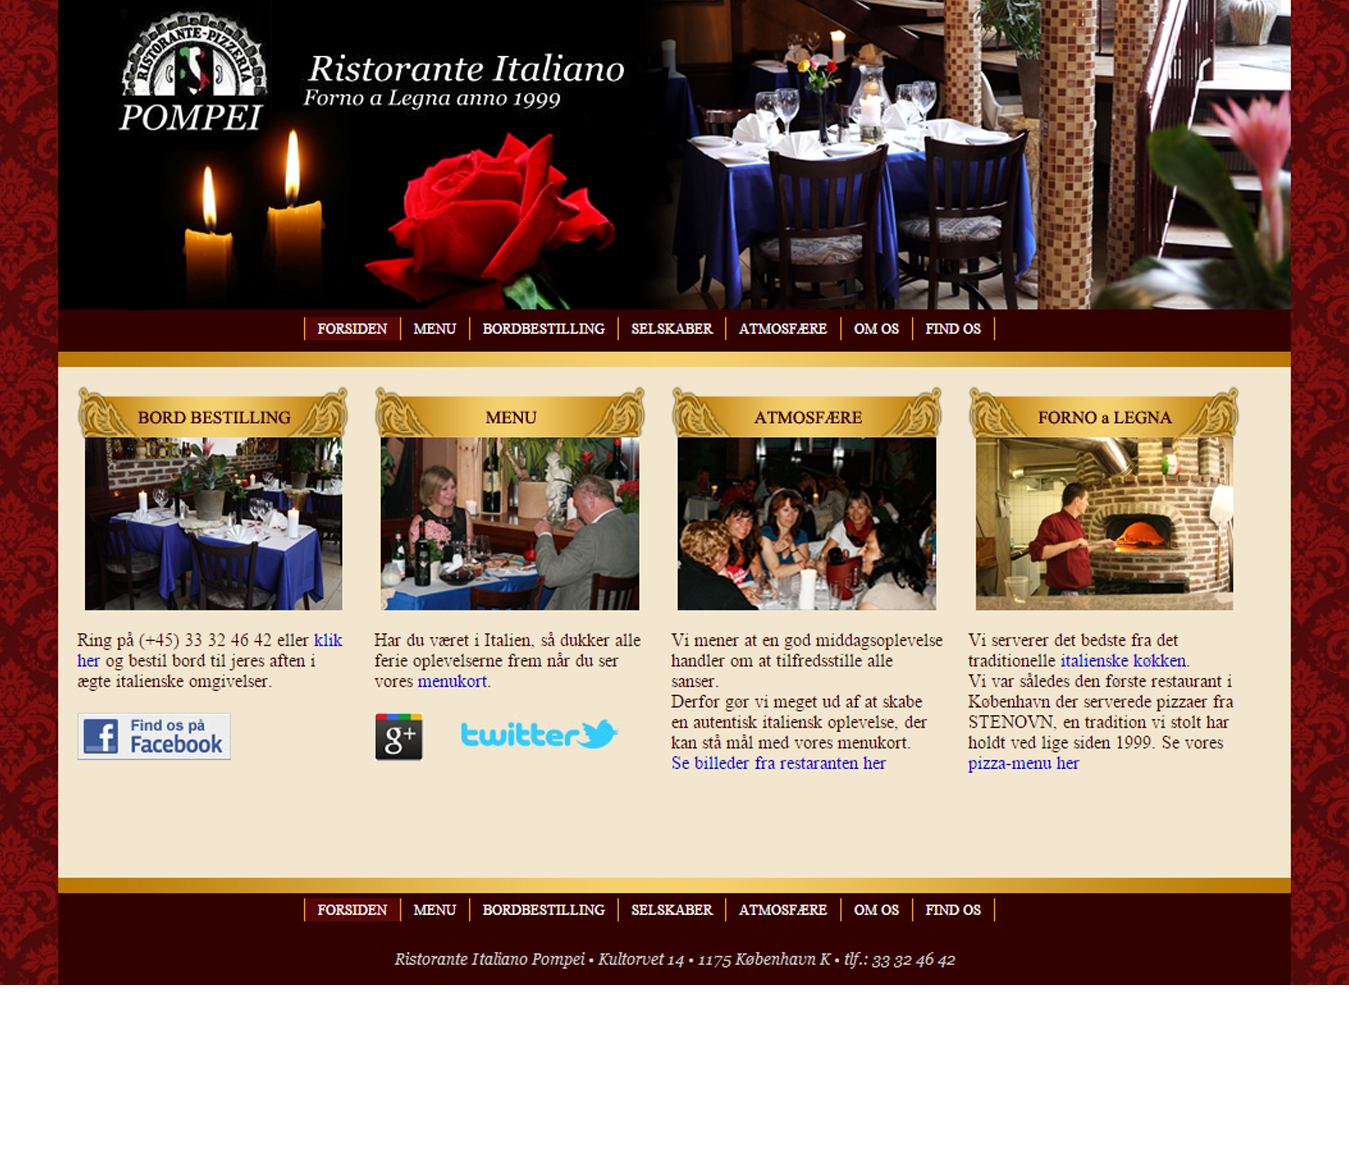 RISTORANTE-PIZZERIA
POMPEI
Ristorante Italiano
Forno a Legna anno 1999
FORSIDEN MENU BORDBESTILLING SELSKABER ATMOSFÆRE OM OS FIND OS
BORD BESTILLING
Ring på (+45) 33 32 46 42 eller klik
her og bestil bord til jeres aften i
ægte italienske omgivelser.
Find os på
Facebook
MENU
Har du været i Italien, så dukker alle
ferie oplevelserne frem når du ser
vores menukort.
g+
twitter
ATMOSFÆRE
Vi mener at en god middagsoplevelse
handler om at tilfredsstille alle
sanser.
Derfor gør vi meget ud af at skabe
en autentisk italiensk oplevelse, der
kan stå mål med vores menukort.
Se billeder fra restaranten her
FORNO a LEGNA
Vi serverer det bedste fra det
traditionelle italienske køkken.
Vi var således den første restaurant i
København der serverede pizzaer fra
STENOVN, en tradition vi stolt har
holdt ved lige siden 1999. Se vores
pizza-menu her
FORSIDEN MENU BORDBESTILLING SELSKABER ATMOSFÆRE OM OS FIND OS
Ristorante Italiano Pompei • Kultorvet 14 • 1175 København K • tlf.: 33 32 46 42